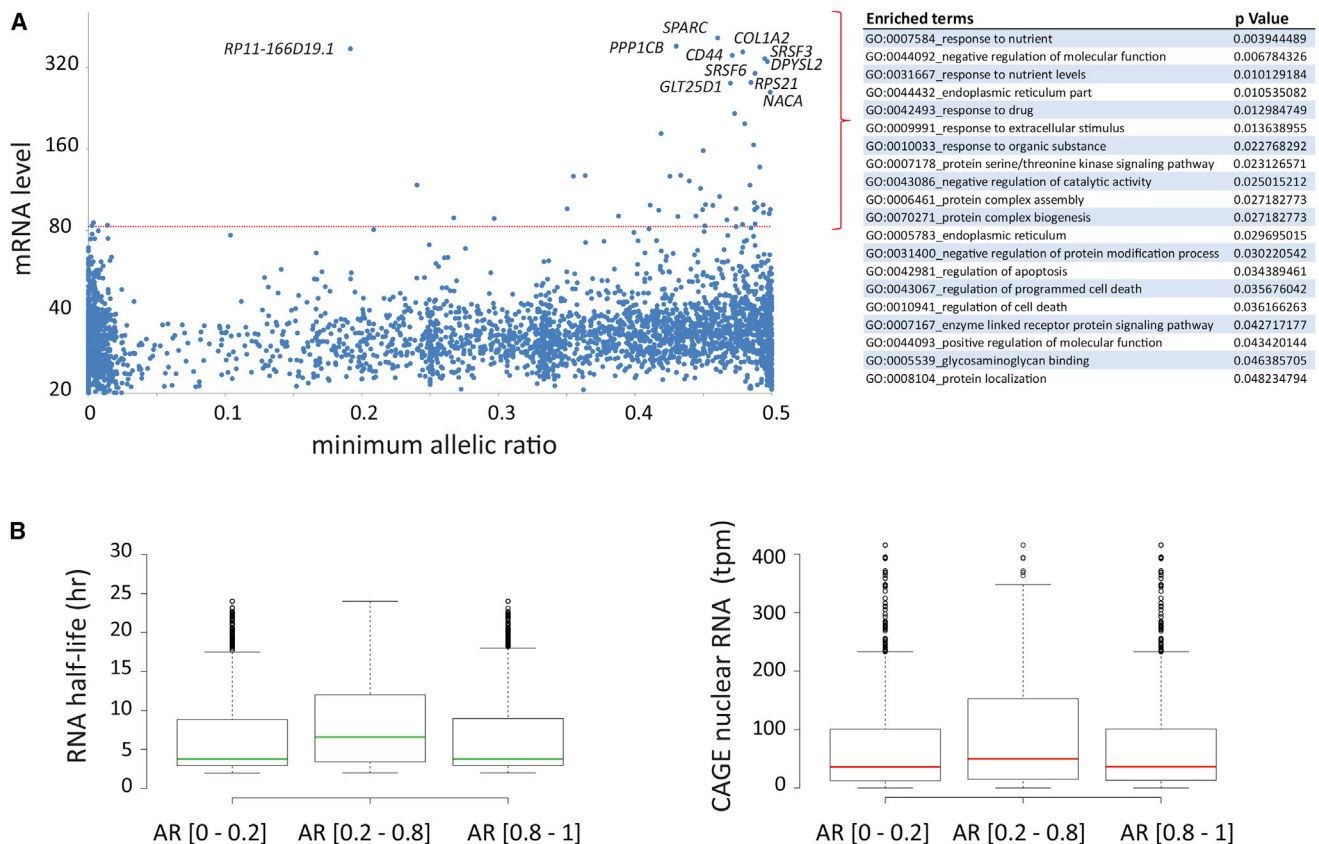 A
mRNA level
320
160
80
40
20
0
0.1
0.2
0.3
0.4
0.5
minimum allelic ratio
RP11-166D19.1
SPARC
PPP1CB
COL1A2
CD44
SRSF3
DPYSL2
SRSF6
GLT25D1
RPS21
NACA
Enriched terms p Value
GO:0007584_response to nutrient 0.003944489
GO:0044092_negative regulation of molecular function 0.006784326
GO:0031667_response to nutrient levels 0.010129184
GO:0044432_endoplasmic reticulum part 0.010535082
GO:0042493_response to drug 0.012984749
GO:0009991_response to extracellular stimulus 0.013638955
GO:0010033_response to organic substance 0.022768292
GO:0007178_protein serine/threonine kinase signaling pathway 0.023126571
GO:0043086_negative regulation of catalytic activity 0.025015212
GO:0006461_protein complex assembly 0.027182773
GO:0070271_protein complex biogenesis 0.027182773
GO:0005783_endoplasmic reticulum 0.029695015
GO:0031400_negative regulation of protein modification process 0.030220542
GO:0042981_regulation of apoptosis 0.034389461
GO:0043067_regulation of programmed cell death 0.035676042
GO:0010941_regulation of cell death 0.036166263
GO:0007167_enzyme linked receptor protein signaling pathway 0.042717177
GO:0044093_positive regulation of molecular function 0.043420144
GO:0005539_glycosaminoglycan binding 0.046385705
GO:0008104_protein localization 0.048234794
B
RNA half-life (hr)
30
25
20
15
10
5
0
AR [0 - 0.2] AR [0.2 - 0.8] AR [0.8 - 1]
CAGE nuclear RNA (tpm)
400
300
200
100
0
AR [0 - 0.2] AR [0.2 - 0.8] AR [0.8 - 1]